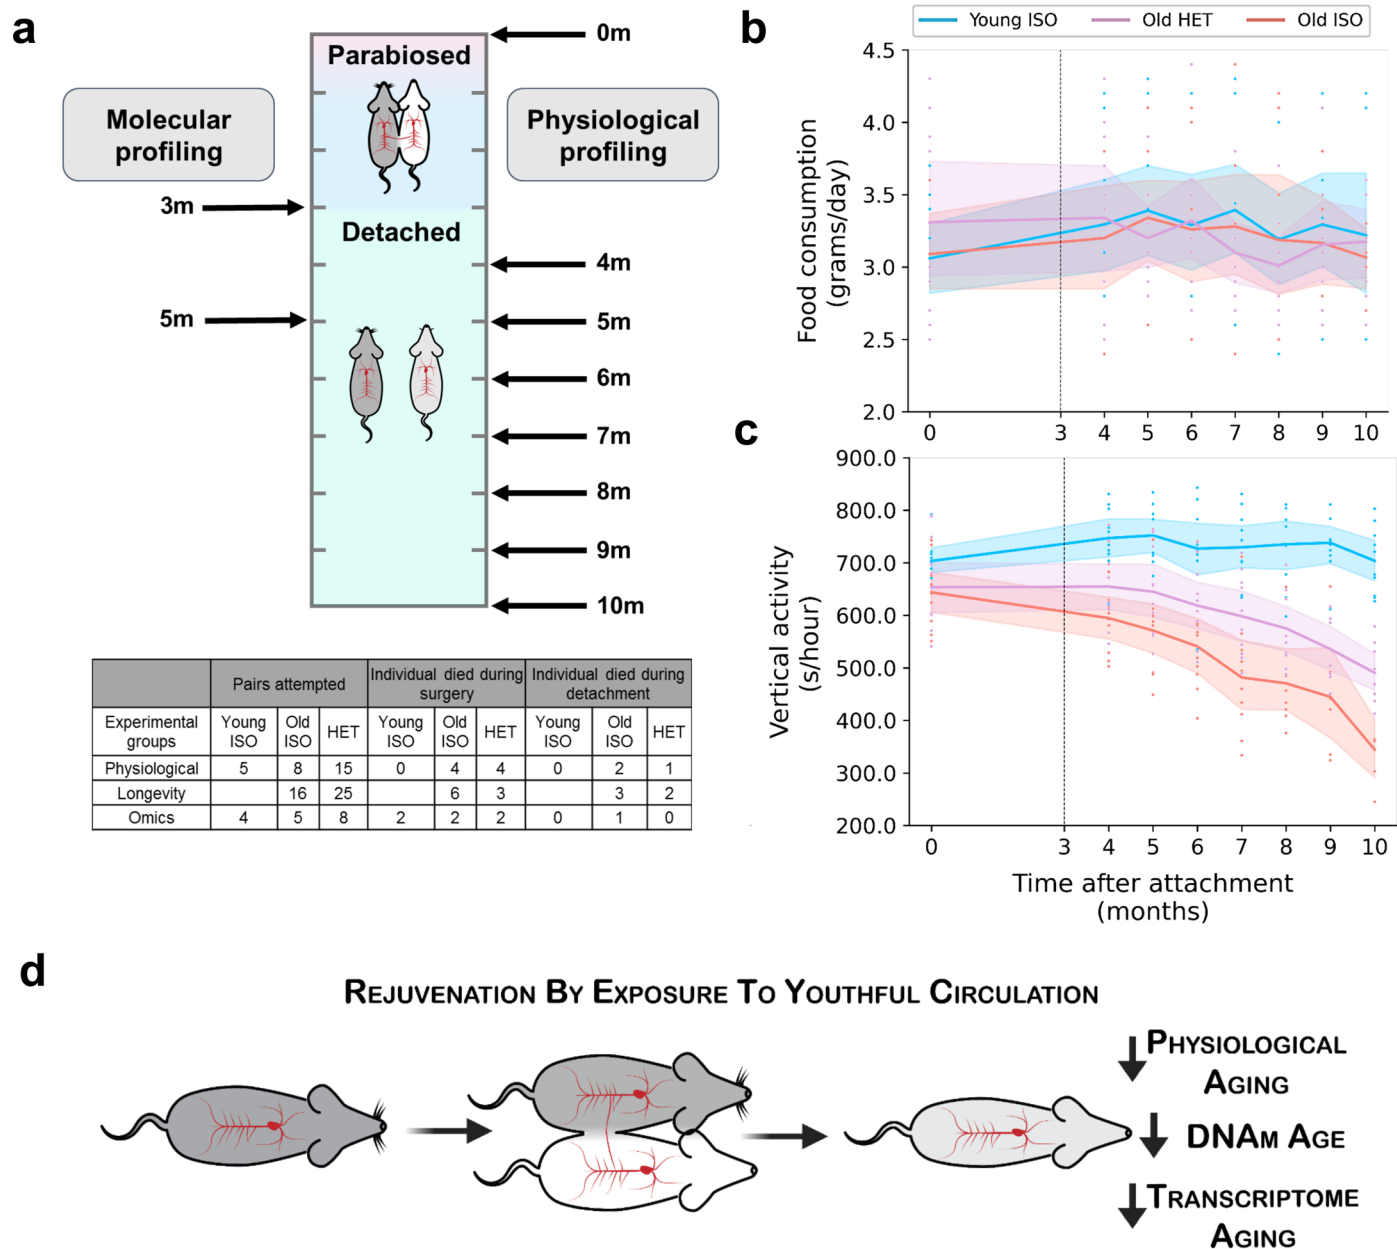 a
Parabiosed
0m
Molecular
profiling
Physiological
profiling
3m
Detached
4m
5m
5m
6m
7m
8m
9m
10m
Pairs attempted
Individual died during
surgery
Individual died during
detachment
Experimental
groups
Young
ISO
Old
ISO
HET
Young
ISO
Old
ISO
HET
Young
ISO
Old
ISO
HET
Physiological 5 8 15 0 4 4 0 2 1
Longevity 16 25 6 3 3 2
Omics 4 5 8 2 2 2 0 1 0
b
Young ISO Old HET Old ISO
Food consumption
(grams/day)
4.5
4.0
3.5
3.0
2.5
2.0
0 3 4 5 6 7 8 9 10
c
Vertical activity
(s/hour)
900.0
800.0
700.0
600.0
500.0
400.0
300.0
200.0
0 3 4 5 6 7 8 9 10
Time after attachment
(months)
d
Rejuvenation By Exposure To Youthful Circulation
Physiological
Aging
DNAm Age
Transcriptome
Aging